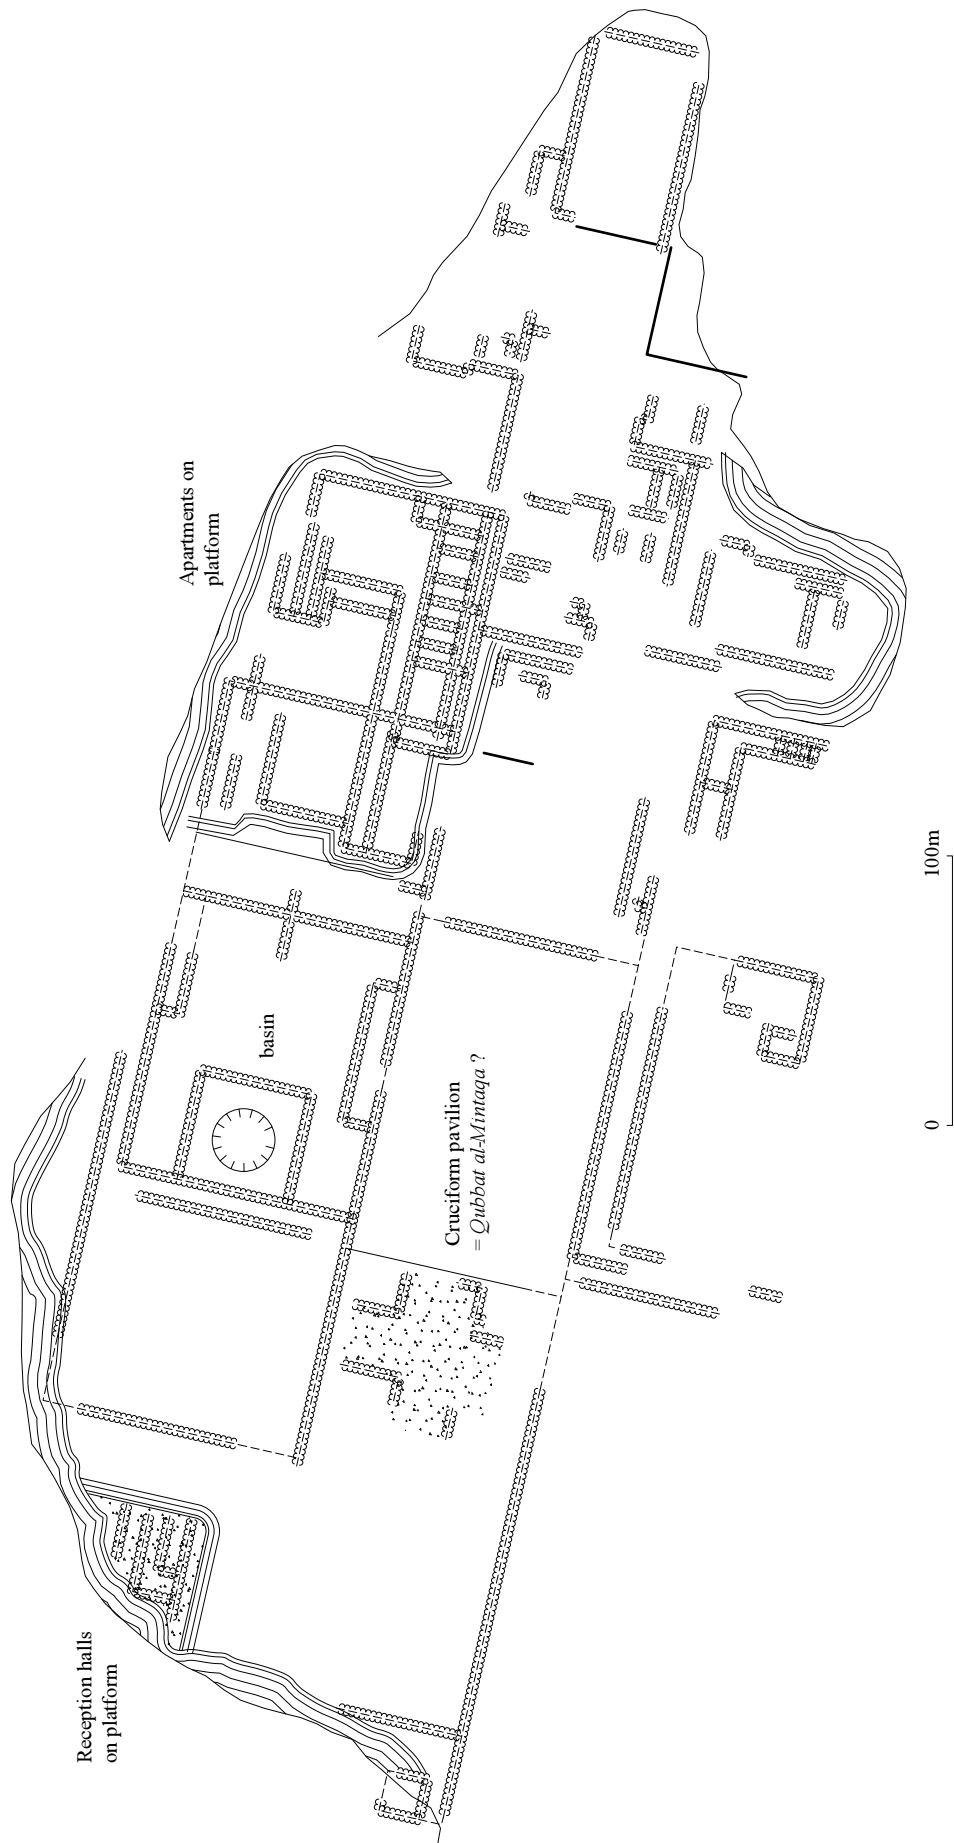 Reception halls
on platform
basin
Apartments on
platform
Cruciform pavilion
= Qubbat al-Mintaqa ?
0
100m